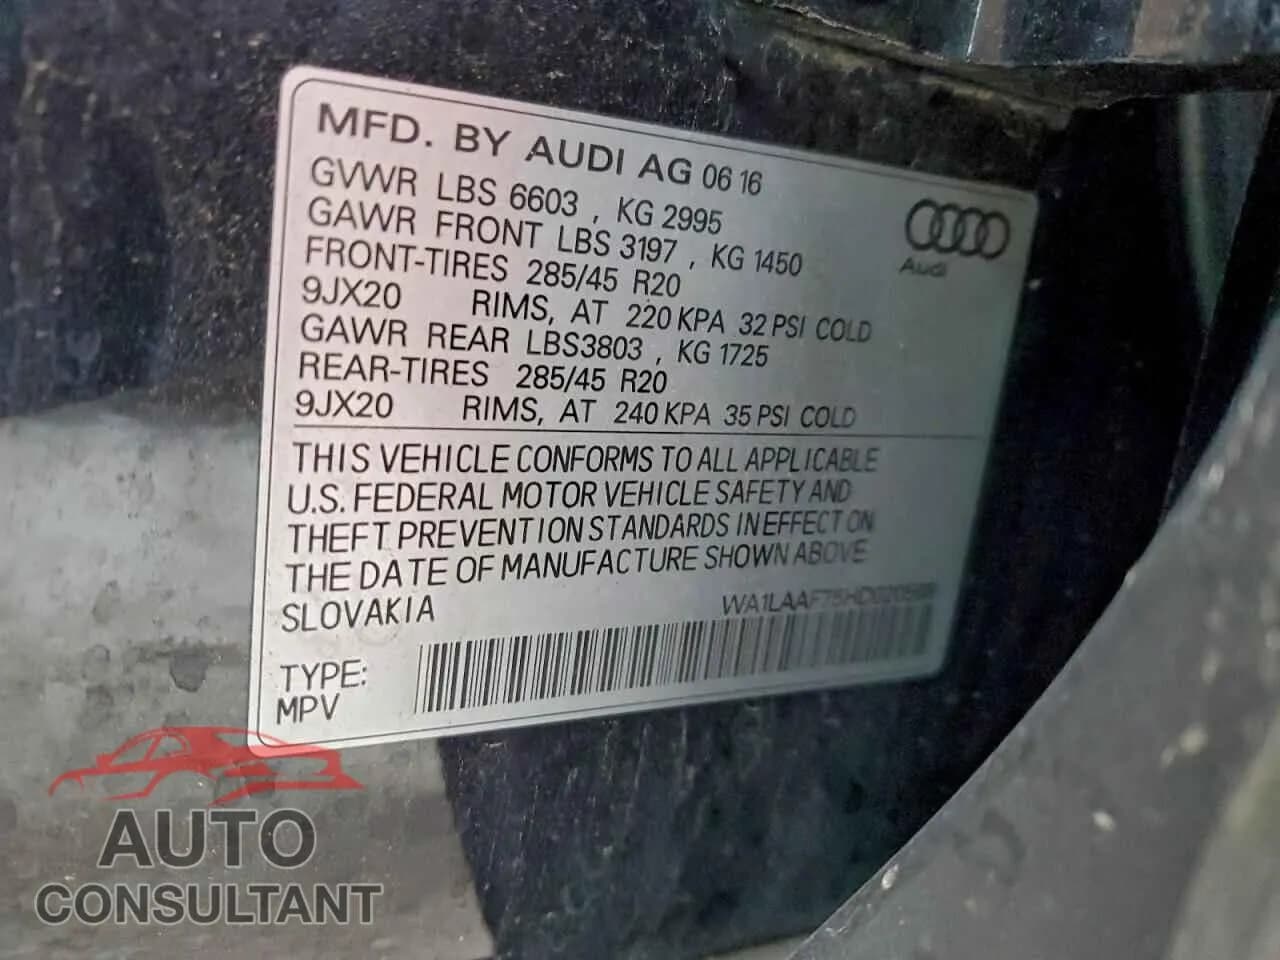 MFD. BY AUDI AG 06 16
GVWR LBS 6603 , KG 2995
GAWR FRONT LBS 3197 , KG 1450
FRONT-TIRES 285/45 R20
9JX20 RIMS, AT 220 KPA 32 PSI COLD
GAWR REAR LBS3803 , KG 1725
REAR-TIRES 285/45 R20
9JX20 RIMS, AT 240 KPA 35 PSI COLD
Audi
THIS VEHICLE CONFORMS TO ALL APPLICABLE
U.S. FEDERAL MOTOR VEHICLE SAFETY AND
THEFT PREVENTION STANDARDS IN EFFECT ON
THE DATE OF MANUFACTURE SHOWN ABOVE
SLOVAKIA
TYPE:
MPV
AUTO
CONSULTANT